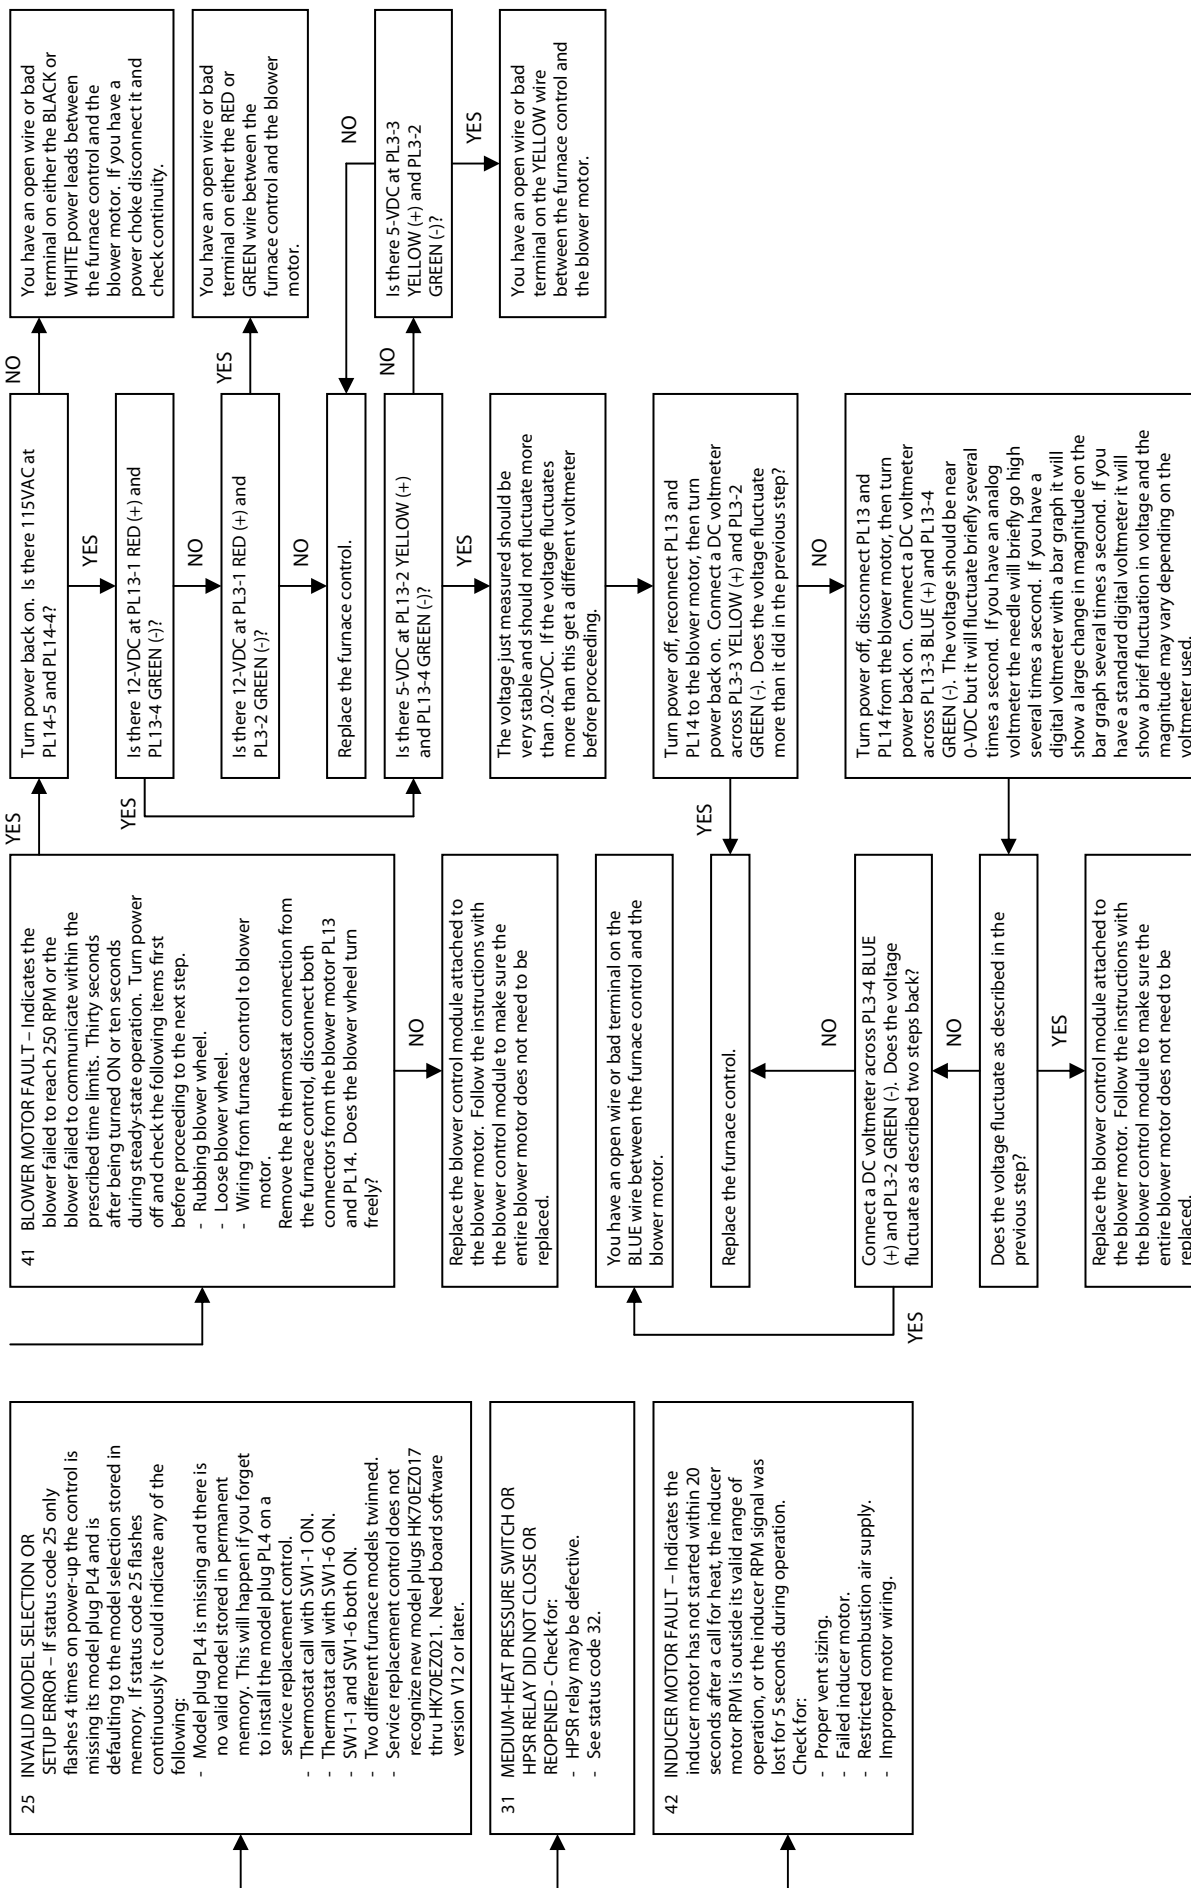 25 INVALID MODEL SELECTION OR
SETUP ERROR – If status code 25 only
flashes 4 times on power-up the control is
missing its model plug PL4 and is
defaulting to the model selection stored in
memory. If status code 25 flashes
continuously it could indicate any of the
following:
- Model plug PL4 is missing and there is
no valid model stored in permanent
memory. This will happen if you forget
to install the model plug PL4 on a
service replacement control.
- Thermostat call with SW1-1 ON.
- Thermostat call with SW1-6 ON.
- SW1-1 and SW1-6 both ON.
- Two different furnace models twinned.
- Service replacement control does not
recognize new model plugs HK70EZ017
thru HK70EZ021. Need board software
version V12 or later.
31 MEDIUM-HEAT PRESSURE SWITCH OR
HPSR RELAY DID NOT CLOSE OR
REOPENED - Check for:
- HPSR relay may be defective.
- See status code 32.
42 INDUCER MOTOR FAULT – Indicates the
inducer motor has not started within 20
seconds after a call for heat, the inducer
motor RPM is outside its valid range of
operation, or the inducer RPM signal was
lost for 5 seconds during operation.
Check for:
- Proper vent sizing.
- Failed inducer motor.
- Restricted combustion air supply.
- Improper motor wiring.
41 BLOWER MOTOR FAULT – Indicates the
blower failed to reach 250 RPM or the
blower failed to communicate within the
prescribed time limits. Thirty seconds
after being turned ON or ten seconds
during steady-state operation. Turn power
off and check the following items first
before proceeding to the next step.
- Rubbing blower wheel.
- Loose blower wheel.
- Wiring from furnace control to blower
motor.
Remove the R thermostat connection from
the furnace control, disconnect both
connectors from the blower motor PL13
and PL14. Does the blower wheel turn
freely?
YES
NO
Replace the blower control module attached to
the blower motor. Follow the instructions with
the blower control module to make sure the
entire blower motor does not need to be
replaced.
You have an open wire or bad terminal on the
BLUE wire between the furnace control and the
blower motor.
Replace the furnace control.
NO
Connect a DC voltmeter across PL3-4 BLUE
(+) and PL3-2 GREEN (-). Does the voltage
fluctuate as described two steps back?
YES
NO
Does the voltage fluctuate as described in the
previous step?
YES
Replace the blower control module attached to
the blower motor. Follow the instructions with
the blower control module to make sure the
entire blower motor does not need to be
replaced.
Turn power back on. Is there 115VAC at
PL14-5 and PL14-4?
NO
YES
Is there 12-VDC at PL13-1 RED (+) and
PL13-4 GREEN (-)?
YES
NO
Is there 12-VDC at PL3-1 RED (+) and
PL3-2 GREEN (-)?
YES
NO
Replace the furnace control.
Is there 5-VDC at PL13-2 YELLOW (+)
and PL13-4 GREEN (-)?
NO
YES
The voltage just measured should be
very stable and should not fluctuate more
than .02-VDC. If the voltage fluctuates
more than this get a different voltmeter
before proceeding.
Turn power off, reconnect PL13 and
PL14 to the blower motor, then turn
power back on. Connect a DC voltmeter
across PL3-3 YELLOW (+) and PL3-2
GREEN (-). Does the voltage fluctuate
more than it did in the previous step?
YES
NO
Turn power off, disconnect PL13 and
PL14 from the blower motor, then turn
power back on. Connect a DC voltmeter
across PL13-3 BLUE (+) and PL13-4
GREEN (-). The voltage should be near
0-VDC but it will fluctuate briefly several
times a second. If you have an analog
voltmeter the needle will briefly go high
several times a second. If you have a
digital voltmeter with a bar graph it will
show a large change in magnitude on the
bar graph several times a second. If you
have a standard digital voltmeter it will
show a brief fluctuation in voltage and the
magnitude may vary depending on the
voltmeter used.
You have an open wire or bad
terminal on either the BLACK or
WHITE power leads between
the furnace control and the
blower motor. If you have a
power choke disconnect it and
check continuity.
You have an open wire or bad
terminal on either the RED or
GREEN wire between the
furnace control and the blower
motor.
NO
Is there 5-VDC at PL3-3
YELLOW (+) and PL3-2
GREEN (-)?
YES
You have an open wire or bad
terminal on the YELLOW wire
between the furnace control and
the blower motor.